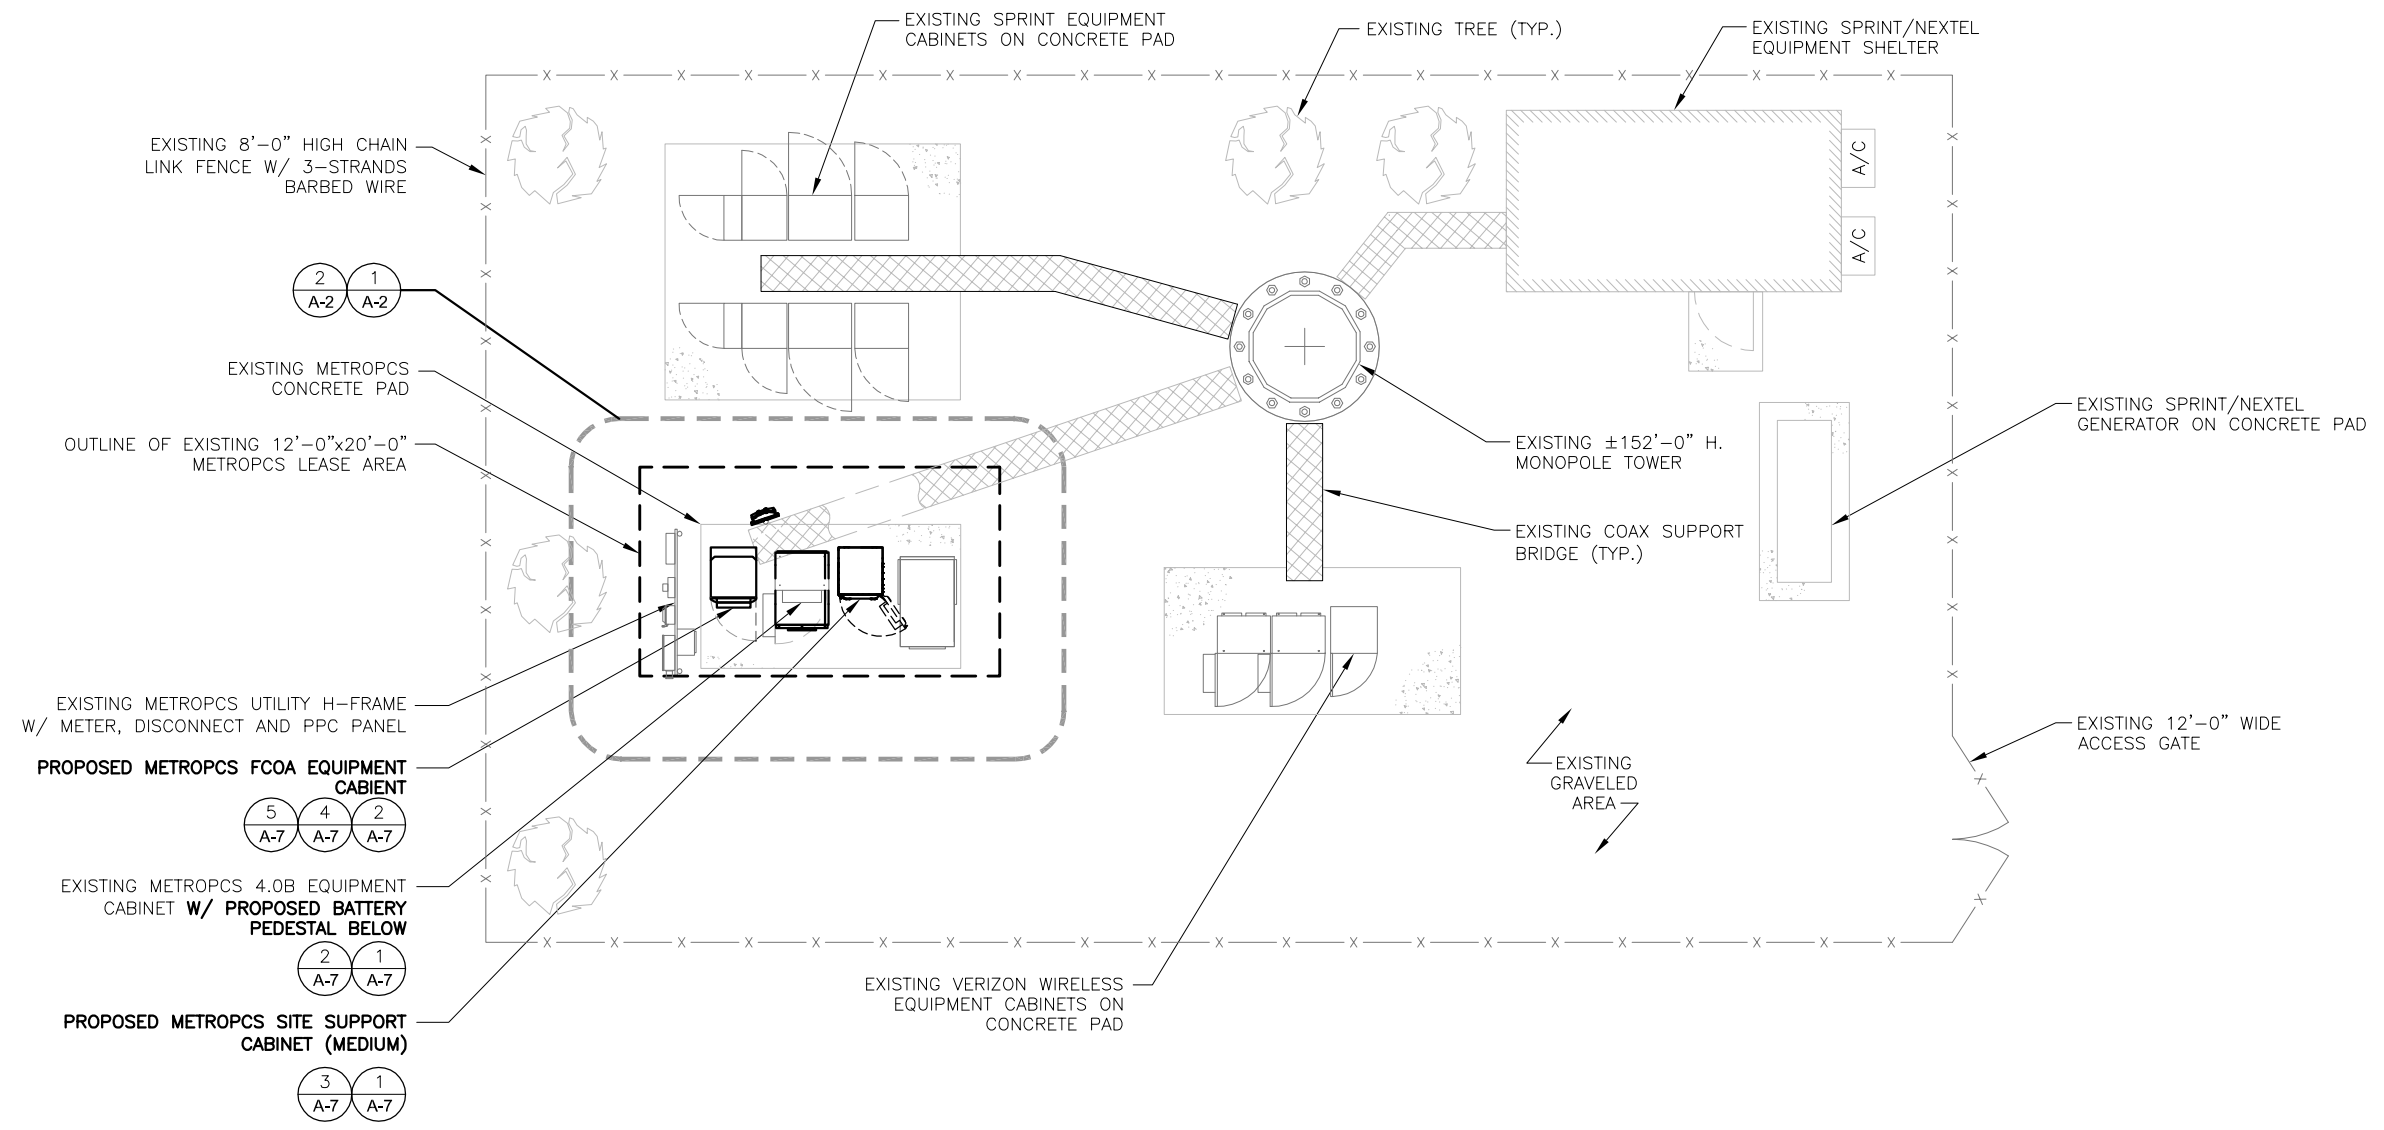 EXISTING SPRINT EQUIPMENT
CABINETS ON CONCRETE PAD
EXISTING TREE (TYP.)
EXISTING SPRINT/NEXTEL
EQUIPMENT SHELTER
EXISTING 8'-0" HIGH CHAIN
LINK FENCE W/ 3-STRANDS
BARBED WIRE
A/C
A/C
2 1
A-2 A-2
EXISTING METROPCS
CONCRETE PAD
OUTLINE OF EXISTING 12'-0"x20'-0"
METROPCS LEASE AREA
EXISTING ±152'-0" H.
MONOPOLE TOWER
EXISTING SPRINT/NEXTEL
GENERATOR ON CONCRETE PAD
EXISTING COAX SUPPORT
BRIDGE (TYP.)
EXISTING METROPCS UTILITY H-FRAME
W/ METER, DISCONNECT AND PPC PANEL
PROPOSED METROPCS FCOA EQUIPMENT
CABIENT
5 4 2
A-7 A-7 A-7
EXISTING 12'-0" WIDE
ACCESS GATE
EXISTING
GRAVELED
AREA
EXISTING METROPCS 4.0B EQUIPMENT
CABINET W/ PROPOSED BATTERY
PEDESTAL BELOW
2 1
A-7 A-7
EXISTING VERIZON WIRELESS
EQUIPMENT CABINETS ON
CONCRETE PAD
PROPOSED METROPCS SITE SUPPORT
CABINET (MEDIUM)
3 1
A-7 A-7